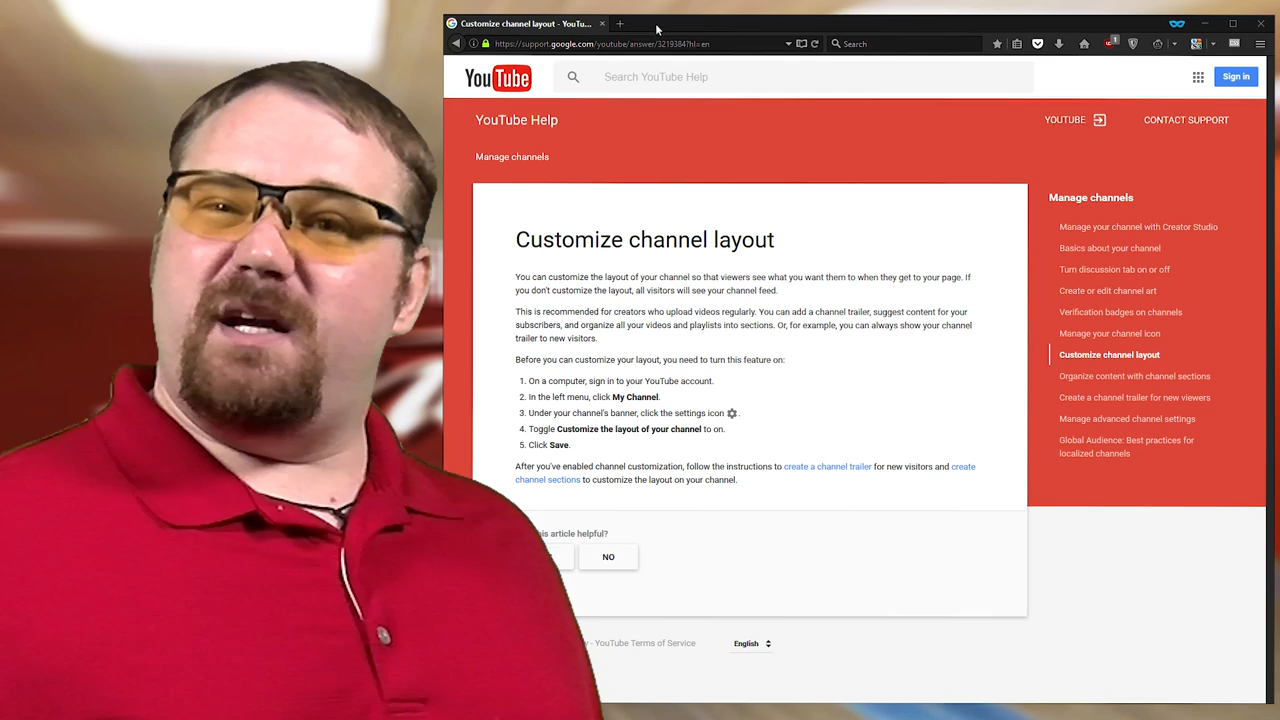 Customize channel layout - YouTu...
https://support.google.com/youtube/answer/3219384?hl=en
Search
1
YouTube
Search YouTube Help
Sign in
YouTube Help
YOUTUBE
CONTACT SUPPORT
Manage channels
Customize channel layout
You can customize the layout of your channel so that viewers see what you want them to when they get to your page. If
you don't customize the layout, all visitors will see your channel feed.
This is recommended for creators who upload videos regularly. You can add a channel trailer, suggest content for your
subscribers, and organize all your videos and playlists into sections. Or, for example, you can always show your channel
trailer to new visitors.
Before you can customize your layout, you need to turn this feature on:
1. On a computer, sign in to your YouTube account.
2. In the left menu, click My Channel.
3. Under your channel's banner, click the settings icon .
4. Toggle Customize the layout of your channel to on.
5. Click Save.
After you've enabled channel customization, follow the instructions to create a channel trailer for new visitors and create
channel sections to customize the layout on your channel.
this article helpful?
NO
- YouTube Terms of Service
English
Manage channels
Manage your channel with Creator Studio
Basics about your channel
Turn discussion tab on or off
Create or edit channel art
Verification badges on channels
Manage your channel icon
Customize channel layout
Organize content with channel sections
Create a channel trailer for new viewers
Manage advanced channel settings
Global Audience: Best practices for
localized channels